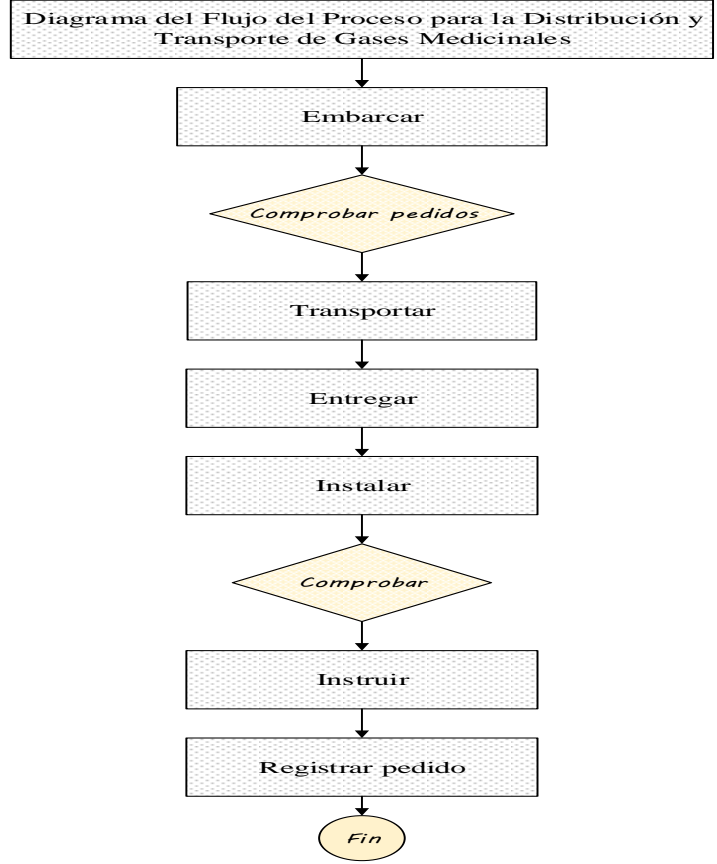 Diagrama del Flujo del Proceso para la Distribución y
Transporte de Gases Medicinales
Embarcar
Comprobar pedidos
Transportar
Entregar
Instalar
Comprobar
Instruir
Registrar pedido
Fin